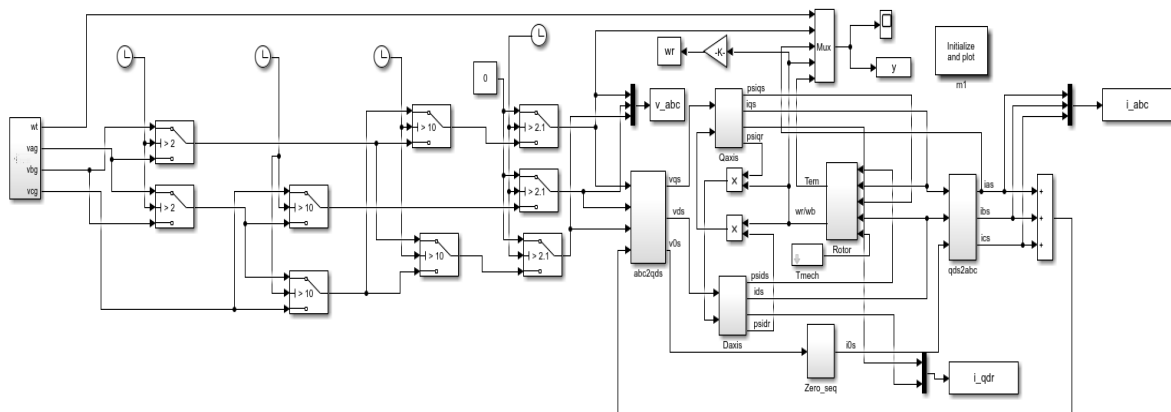 wt
vag
vbg
vcg
> 2
> 2
> 10
> 10
> 10
> 10
0
> 2.1
> 2.1
> 2.1
wr
-K-
v_abc
Mux
y
Initialize
and plot
m1
i_abc
psiqs
iqs
psiqr
Qaxis
x
x
Tem
wr/wb
Rotor
Tmech
vqs
vds
v0s
abc2qds
psids
ids
psidr
Daxis
i0s
Zero_seq
ias
ibs
ics
qds2abc
+
+
+
i_qdr